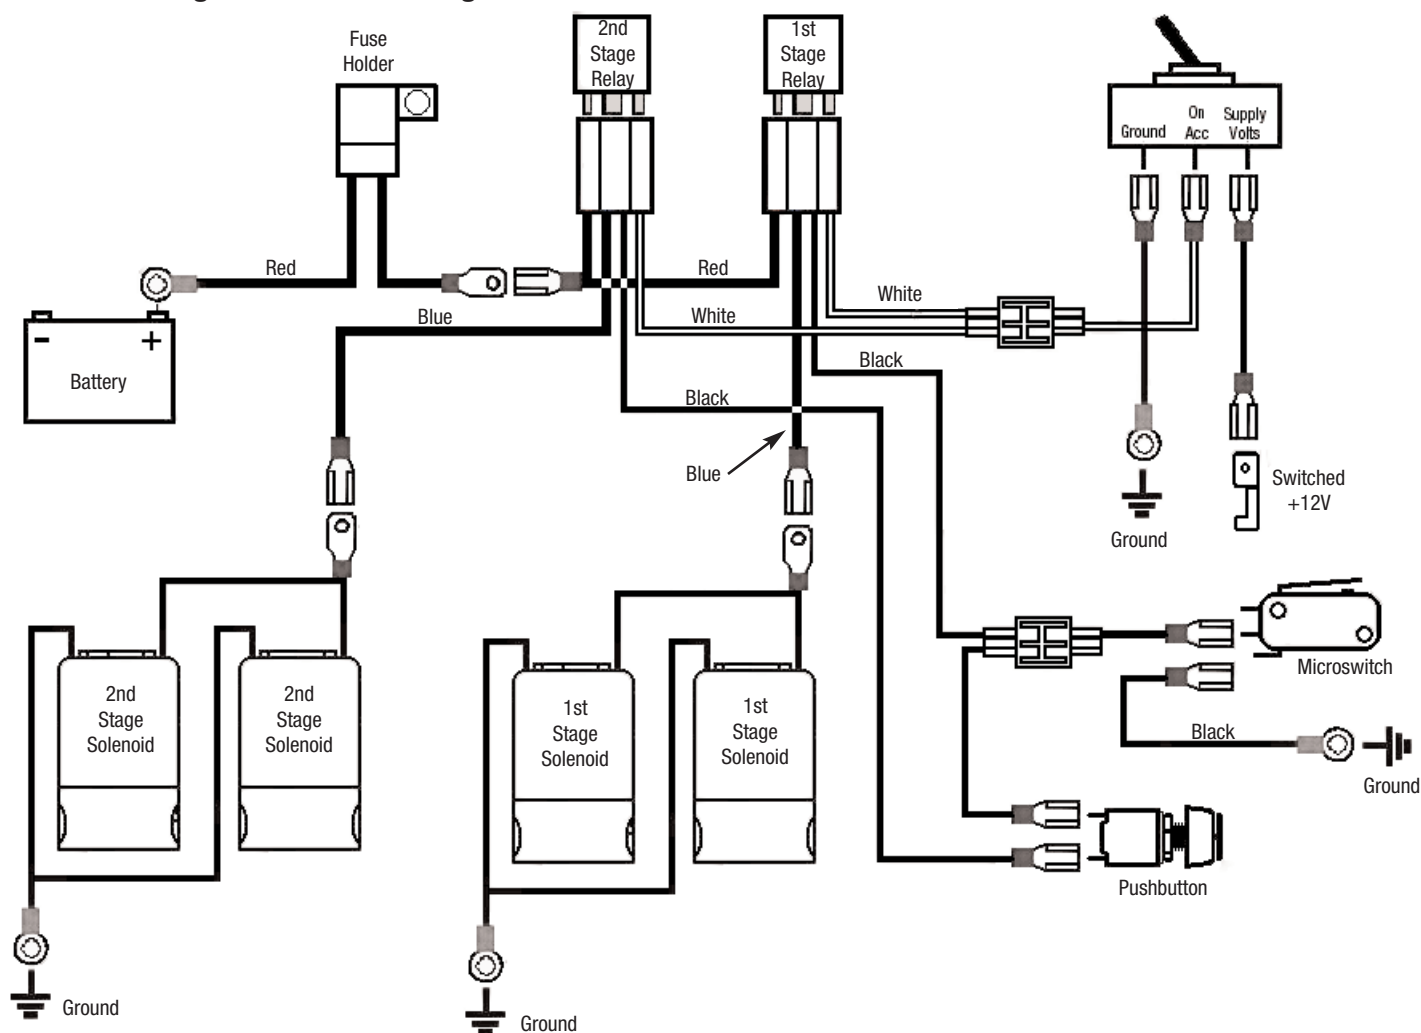 Fuse
Holder
2nd
Stage
Relay
1st
Stage
Relay
Ground
On
Acc
Supply
Volts
Red
Red
White
Blue
White
-
+
Battery
Black
Black
Blue
Switched
+12V
Ground
Microswitch
2nd
Stage
Solenoid
2nd
Stage
Solenoid
1st
Stage
Solenoid
1st
Stage
Solenoid
Black
Ground
Pushbutton
Ground
Ground